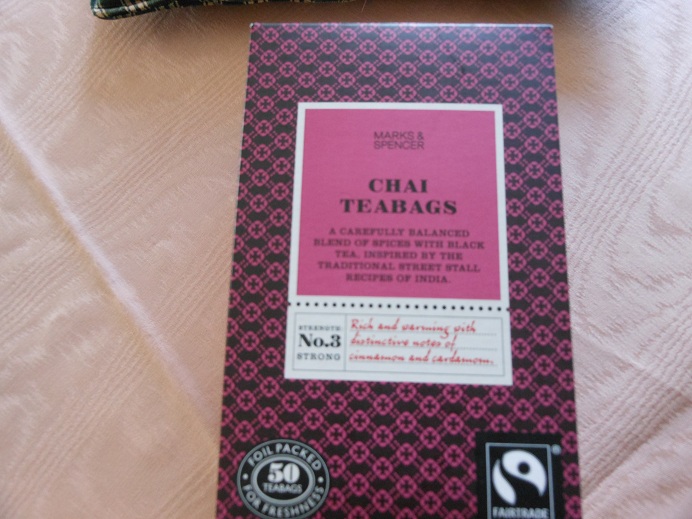 MARKS &
SPENCER
CHAI
TEABAGS
A CAREFULLY BALANCED
BLEND OF SPICES WITH BLACK
TEA, INSPIRED BY THE
TRADITIONAL STREET STALL
RECIPES OF INDIA.
STRENGTH:
No.3
STRONG
Rich and warming with
distinctive notes of
cinnamon and cardamom.
FOIL PACKED
50
TEABAGS
FOR FRESHNESS
FAIRTRADE